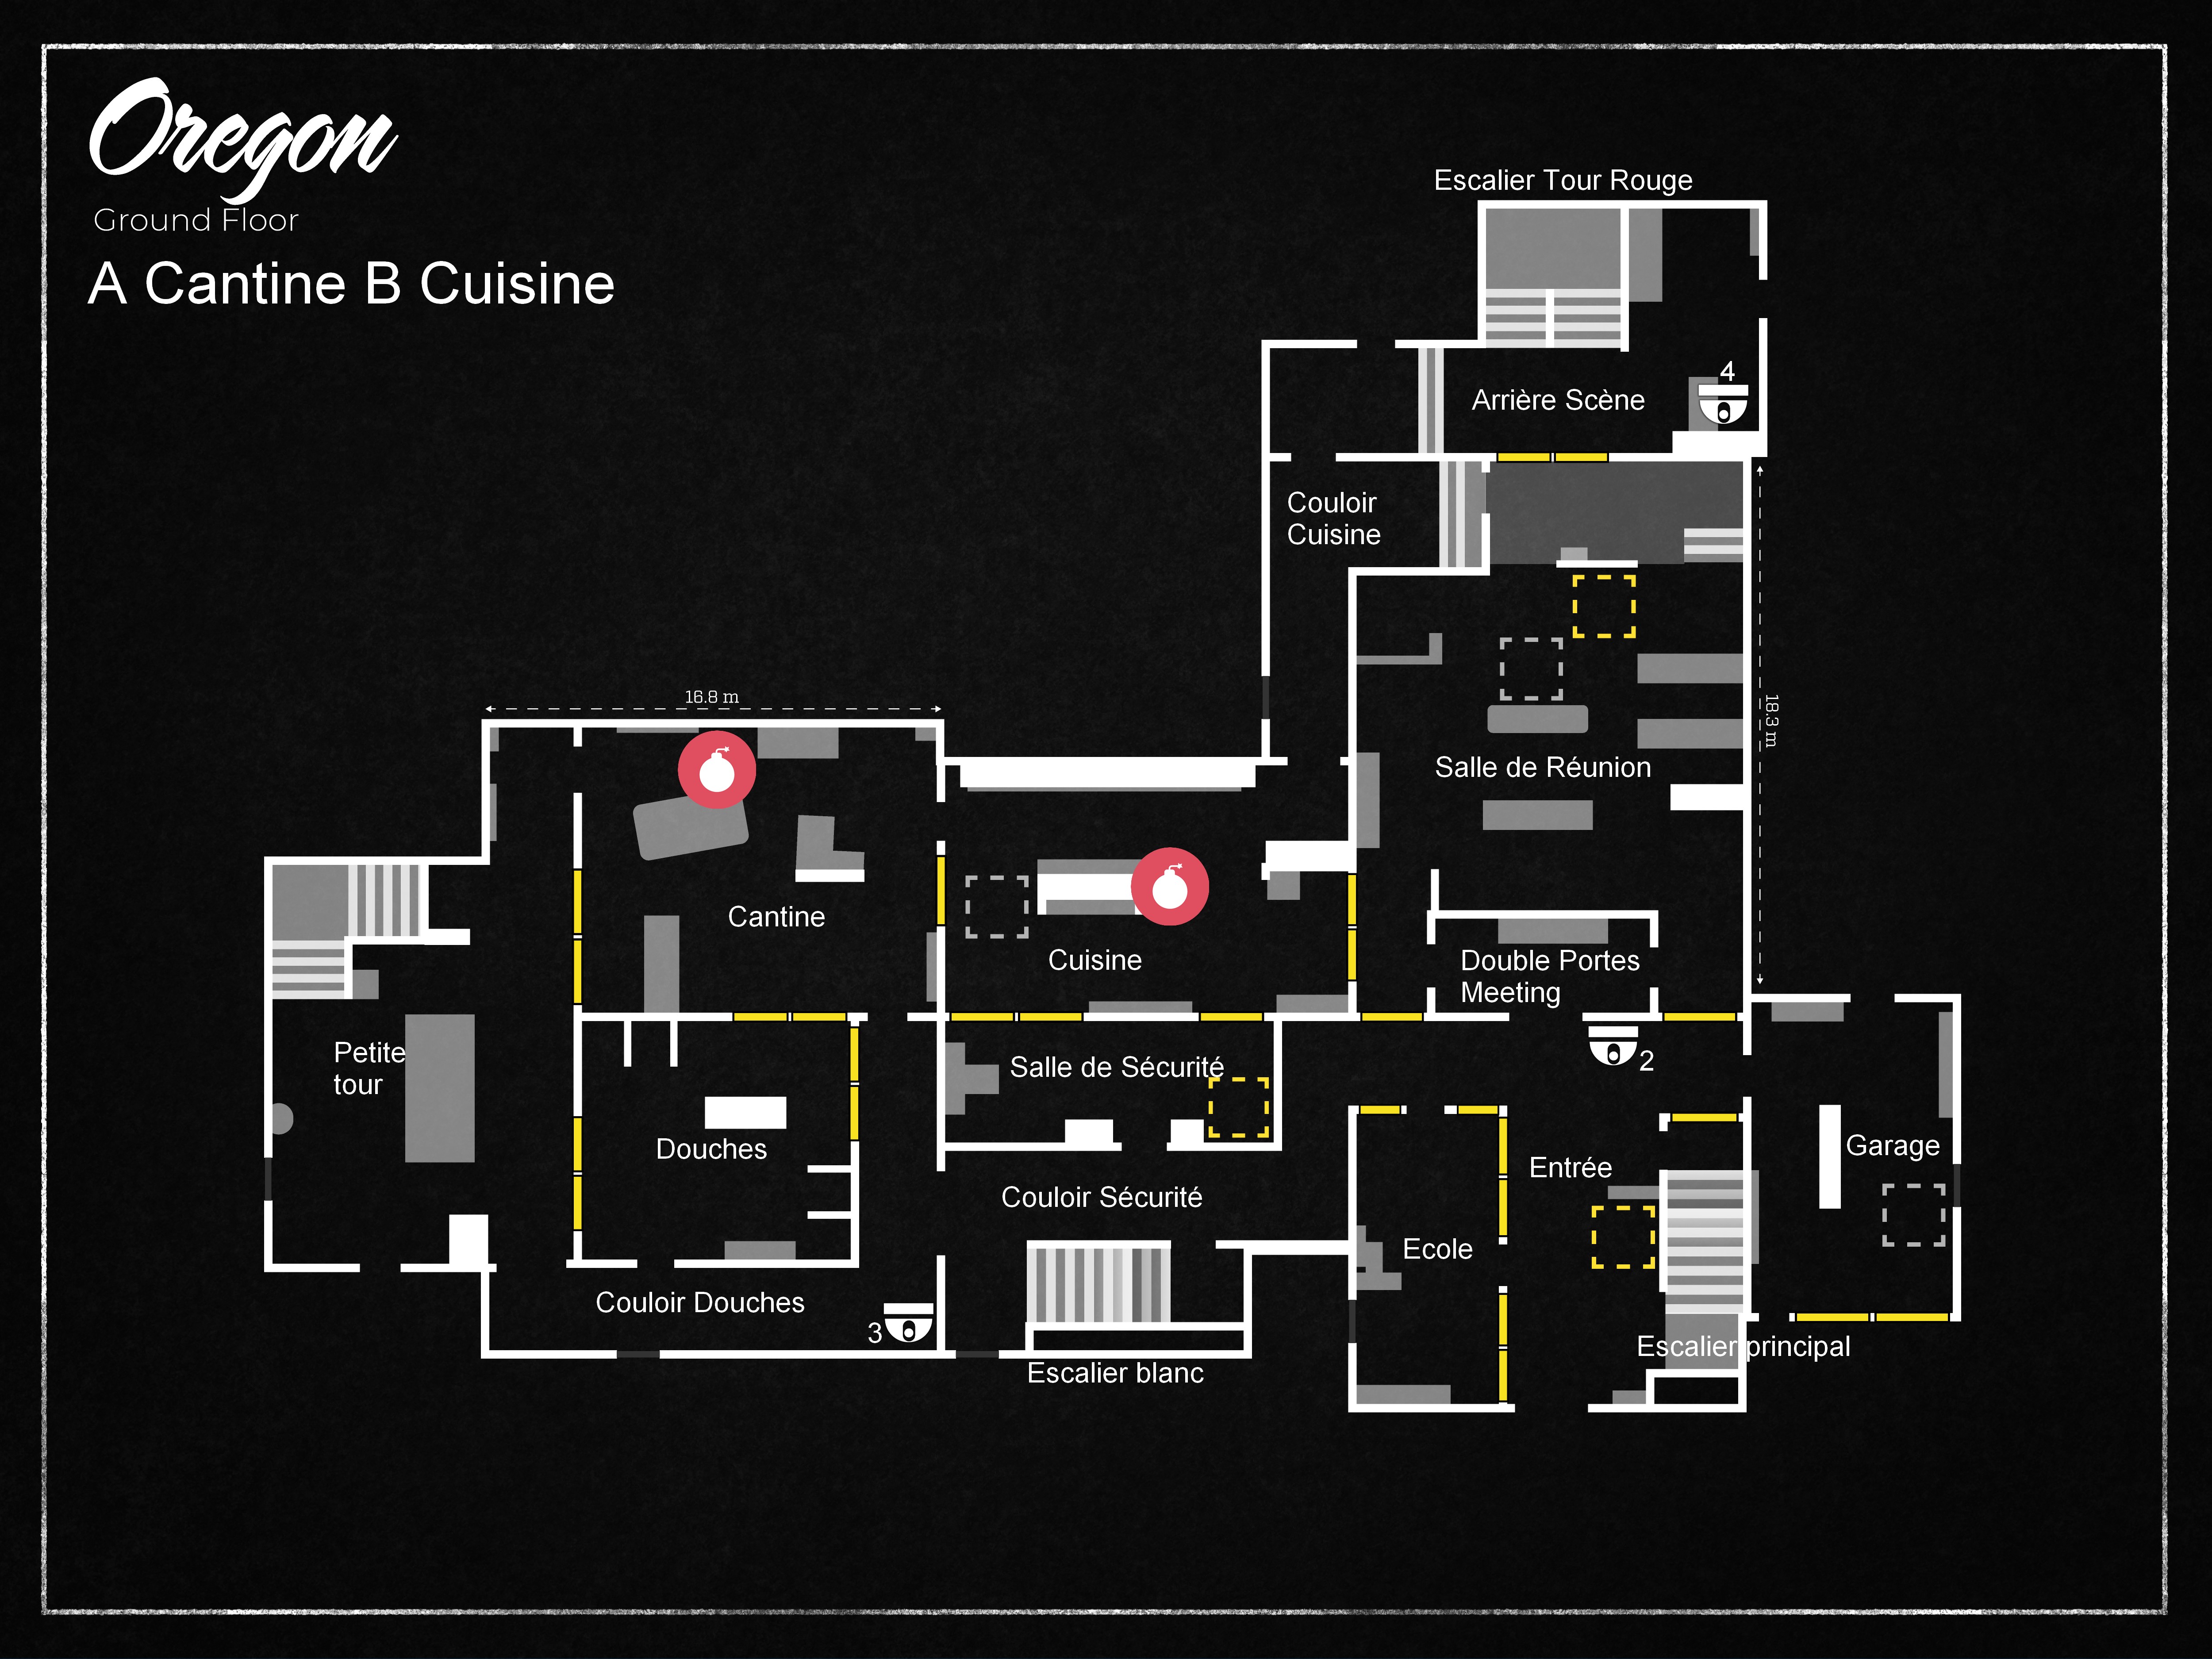 Oregon
Ground Floor
A Cantine B Cuisine
Escalier Tour Rouge
4
Arrière Scène
Couloir
Cuisine
16.8 m
18.3 m
Salle de Réunion
Cantine
Cuisine
Double Portes
Meeting
Petite
tour
Salle de Sécurité
2
Douches
Garage
Entrée
Couloir Sécurité
Ecole
Couloir Douches
3
Escalier principal
Escalier blanc